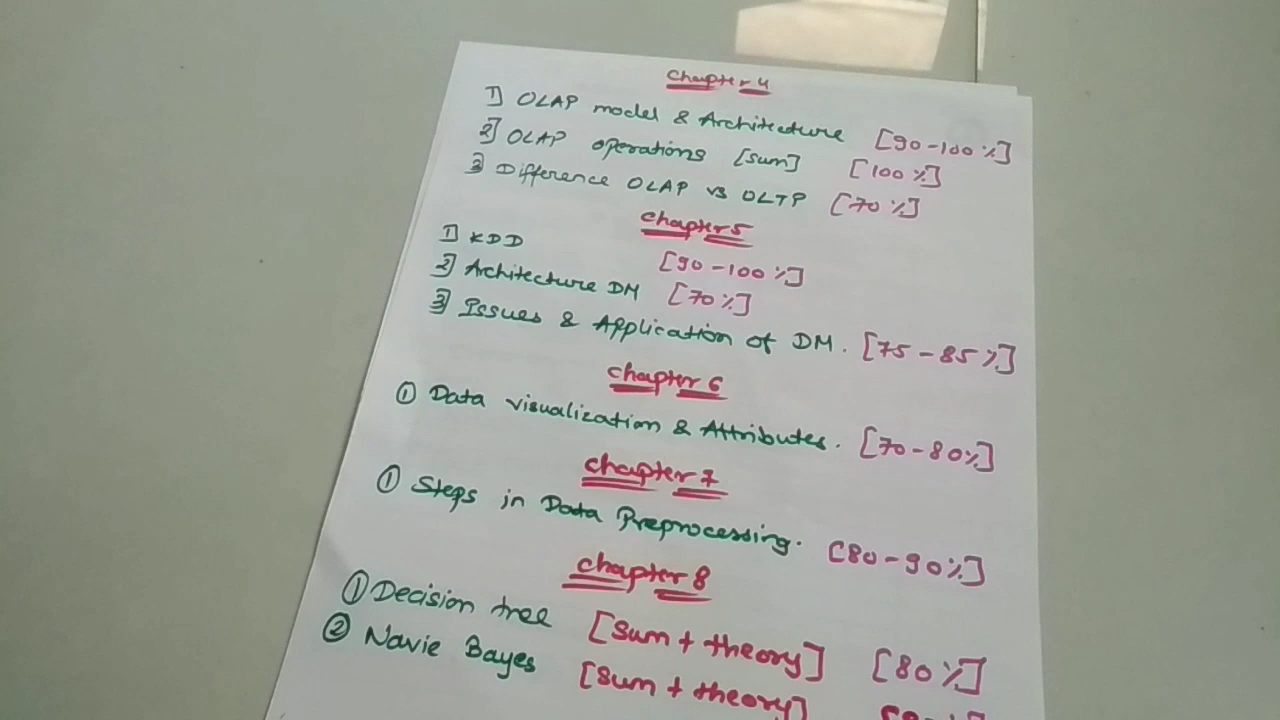 Chapter 4
1] OLAP model & Architecture [90-100%]
2] OLAP operations [sum] [100%]
3] Difference OLAP vs OLTP [70%]
Chapter 5
1] KDD [90-100%]
2] Architecture DM [70%]
3] Issues & Application of DM. [75-85%]
Chapter 6
① Data visualization & Attributes. [70-80%]
Chapter 7
① Steps in Data Preprocessing. [80-90%]
Chapter 8
① Decision tree [Sum + theory] [80%]
② Navie Bayes [Sum + theory]